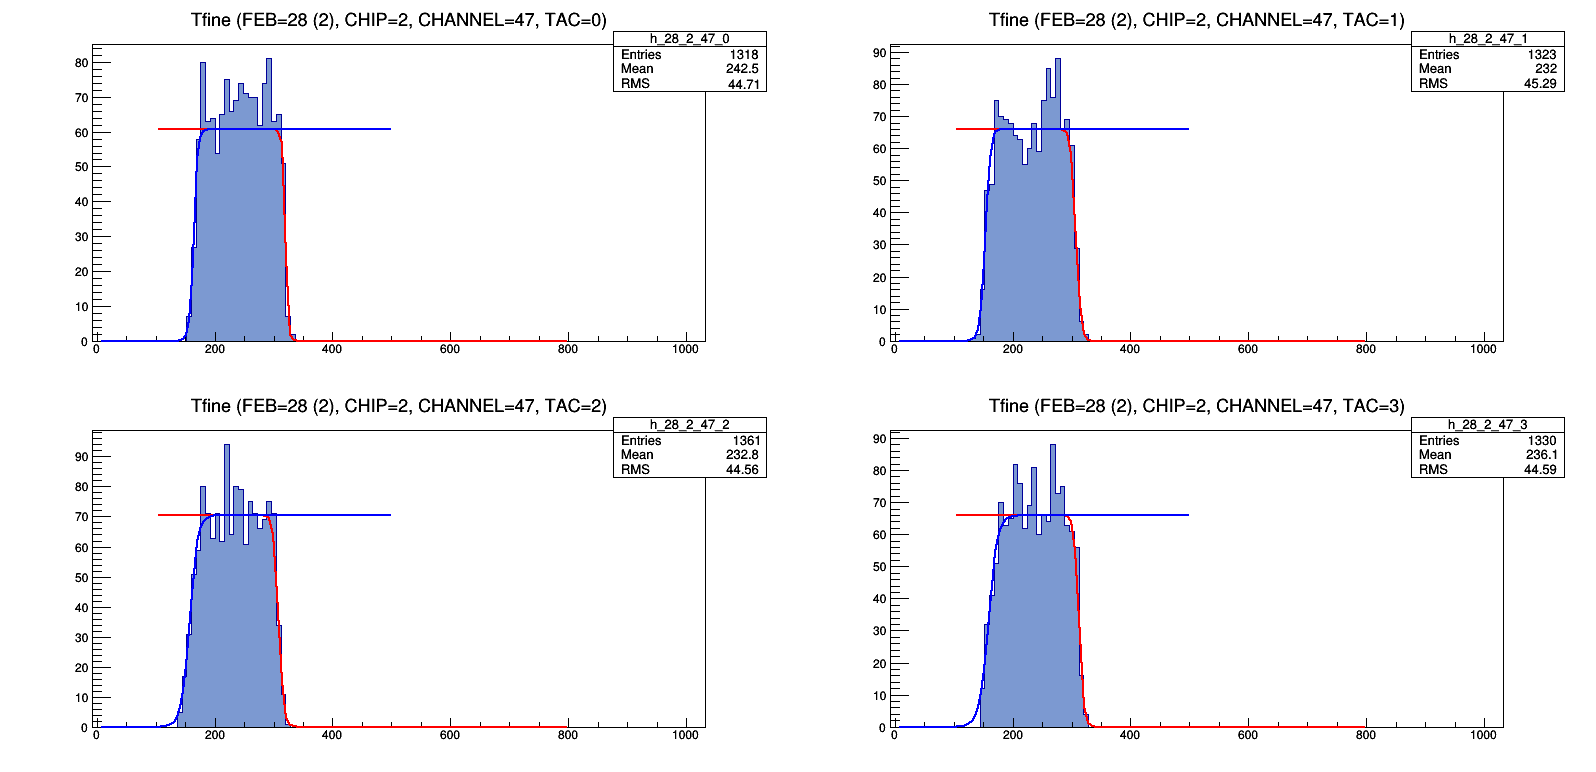 Tfine (FEB=28 (2), CHIP=2, CHANNEL=47, TAC=0)
h_28_2_47_0
Entries 1318
Mean 242.5
RMS 44.71
80
70
60
50
40
30
20
10
0
0 200 400 600 800 1000
Tfine (FEB=28 (2), CHIP=2, CHANNEL=47, TAC=1)
h_28_2_47_1
Entries 1323
Mean 232
RMS 45.29
90
80
70
60
50
40
30
20
10
0
0 200 400 600 800 1000
Tfine (FEB=28 (2), CHIP=2, CHANNEL=47, TAC=2)
h_28_2_47_2
Entries 1361
Mean 232.8
RMS 44.56
90
80
70
60
50
40
30
20
10
0
0 200 400 600 800 1000
Tfine (FEB=28 (2), CHIP=2, CHANNEL=47, TAC=3)
h_28_2_47_3
Entries 1330
Mean 236.1
RMS 44.59
90
80
70
60
50
40
30
20
10
0
0 200 400 600 800 1000